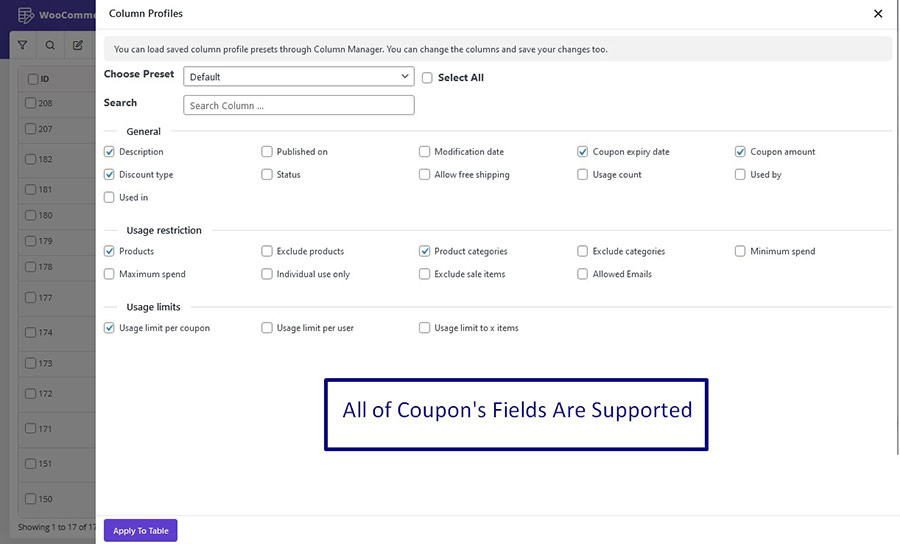 WooComme
Column Profiles
You can load saved column profile presets through Column Manager. You can change the columns and save your changes too.
Choose Preset Default Select All
Search Search Column ...
General
Description Published on Modification date Coupon expiry date Coupon amount
Discount type Status Allow free shipping Usage count Used by
Used in
Usage restriction
Products Exclude products Product categories Exclude categories Minimum spend
Maximum spend Individual use only Exclude sale items Allowed Emails
Usage limits
Usage limit per coupon Usage limit per user Usage limit to x items
All of Coupon's Fields Are Supported
Apply To Table
ID
208
207
182
181
180
179
178
177
174
173
172
171
151
150
Showing 1 to 17 of 17